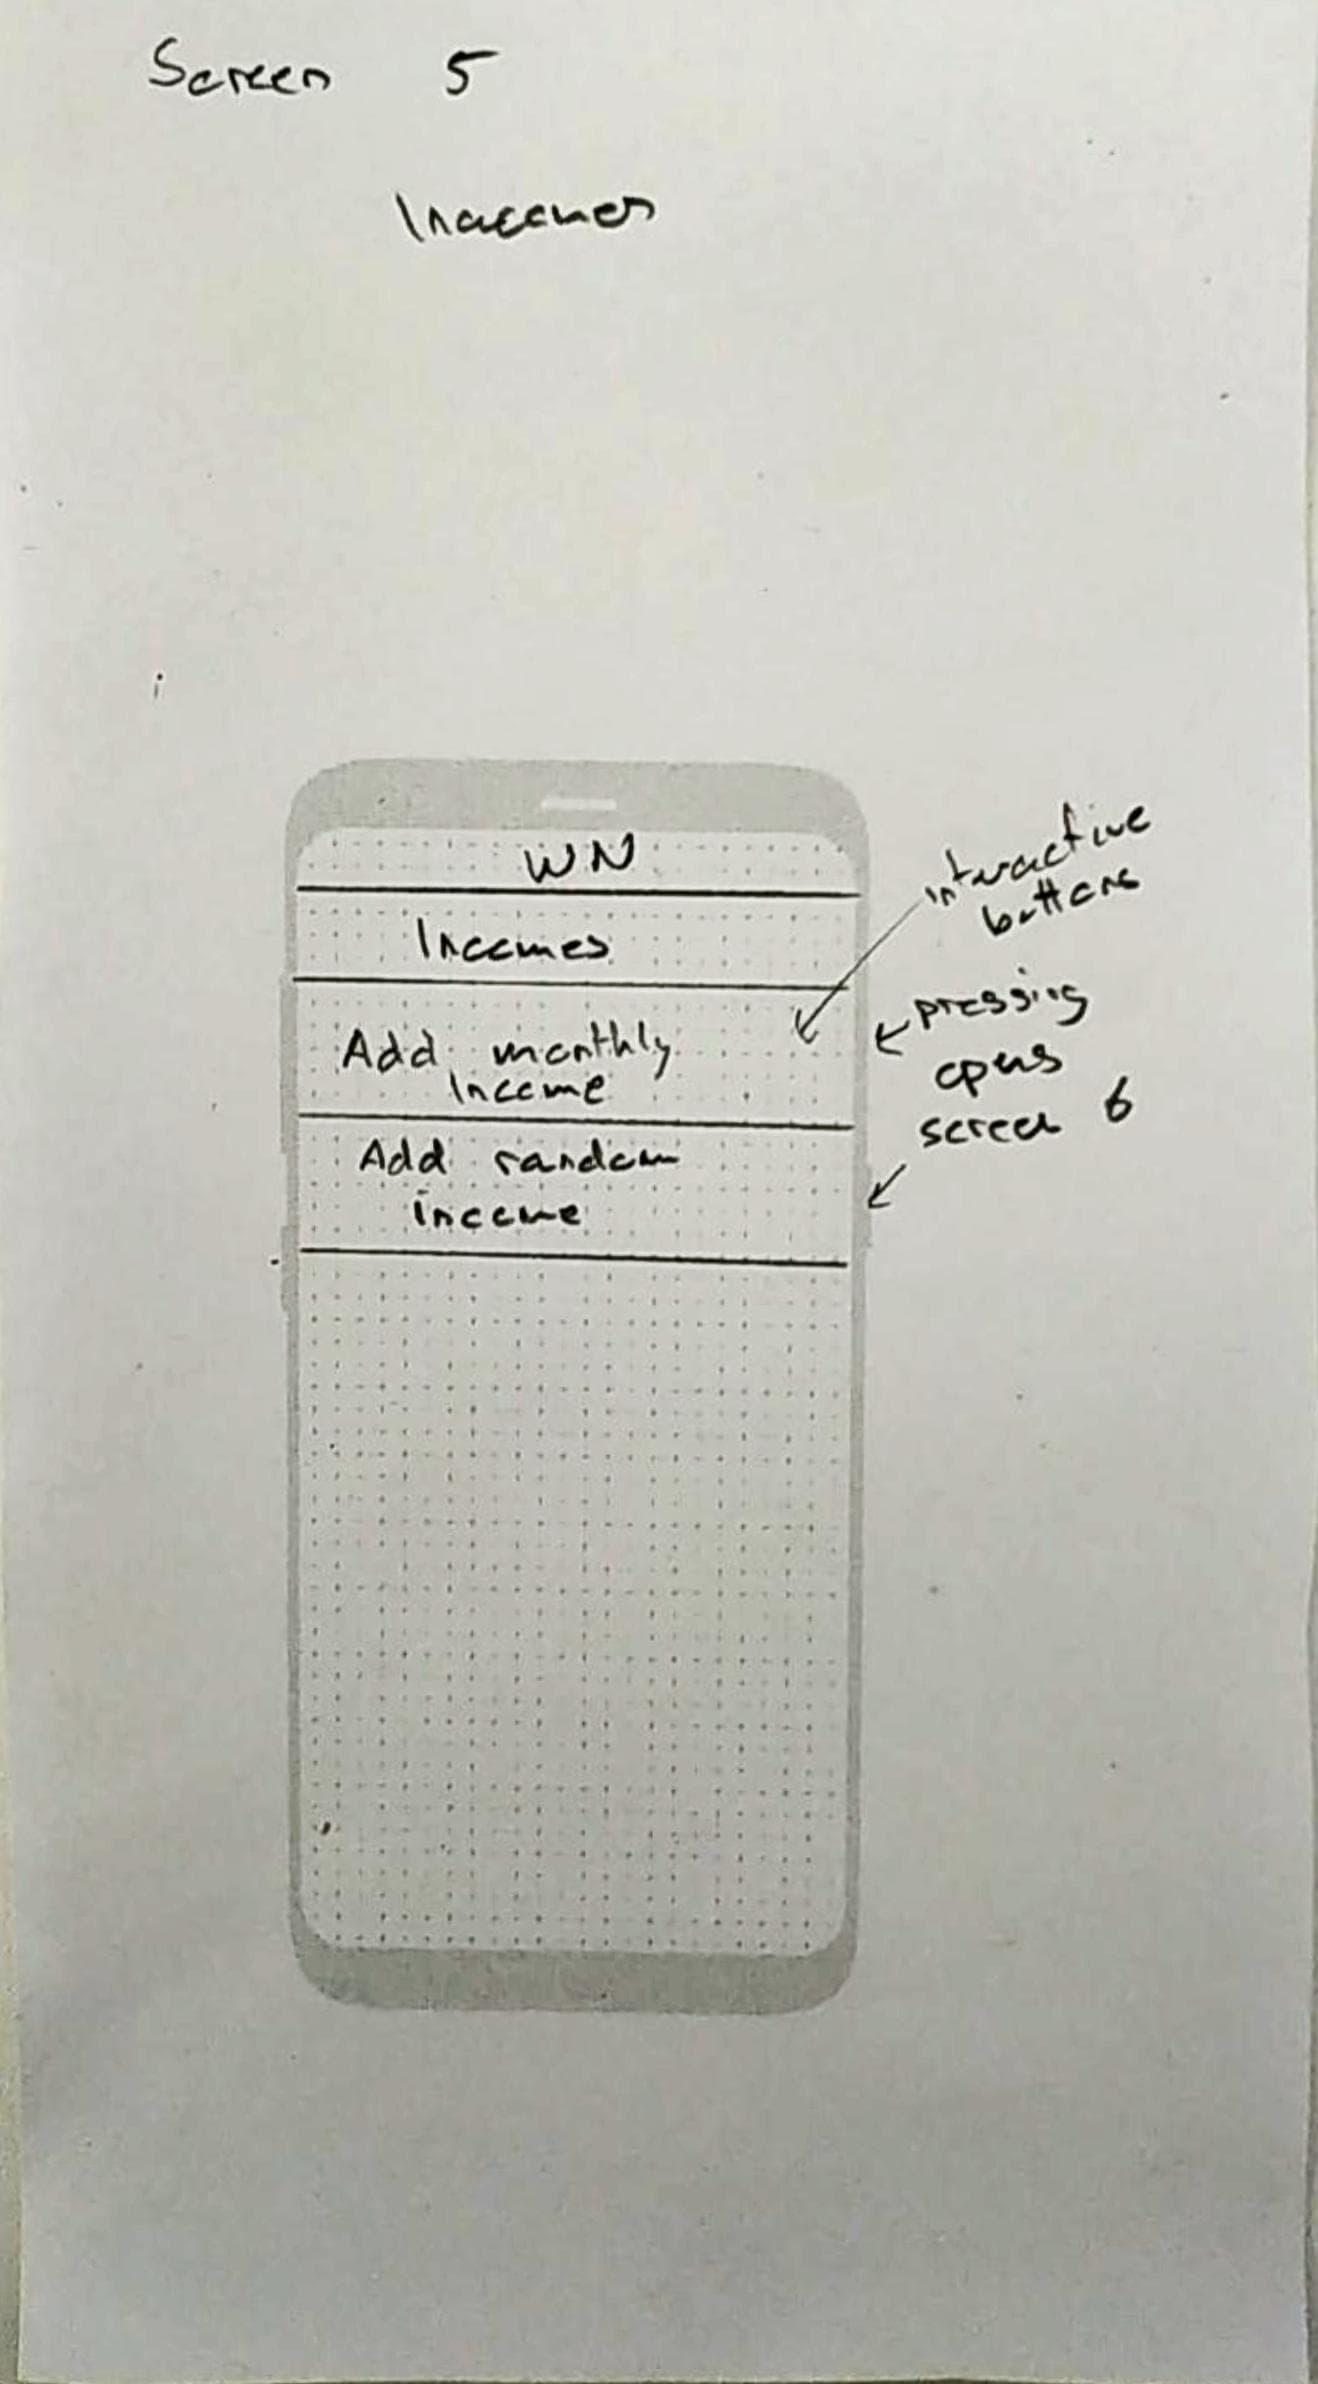 Screen 5
Incomes
WN
Incomes
Add monthly
Income
Add random
income
interactive
buttons
pressing
opens
screen 6